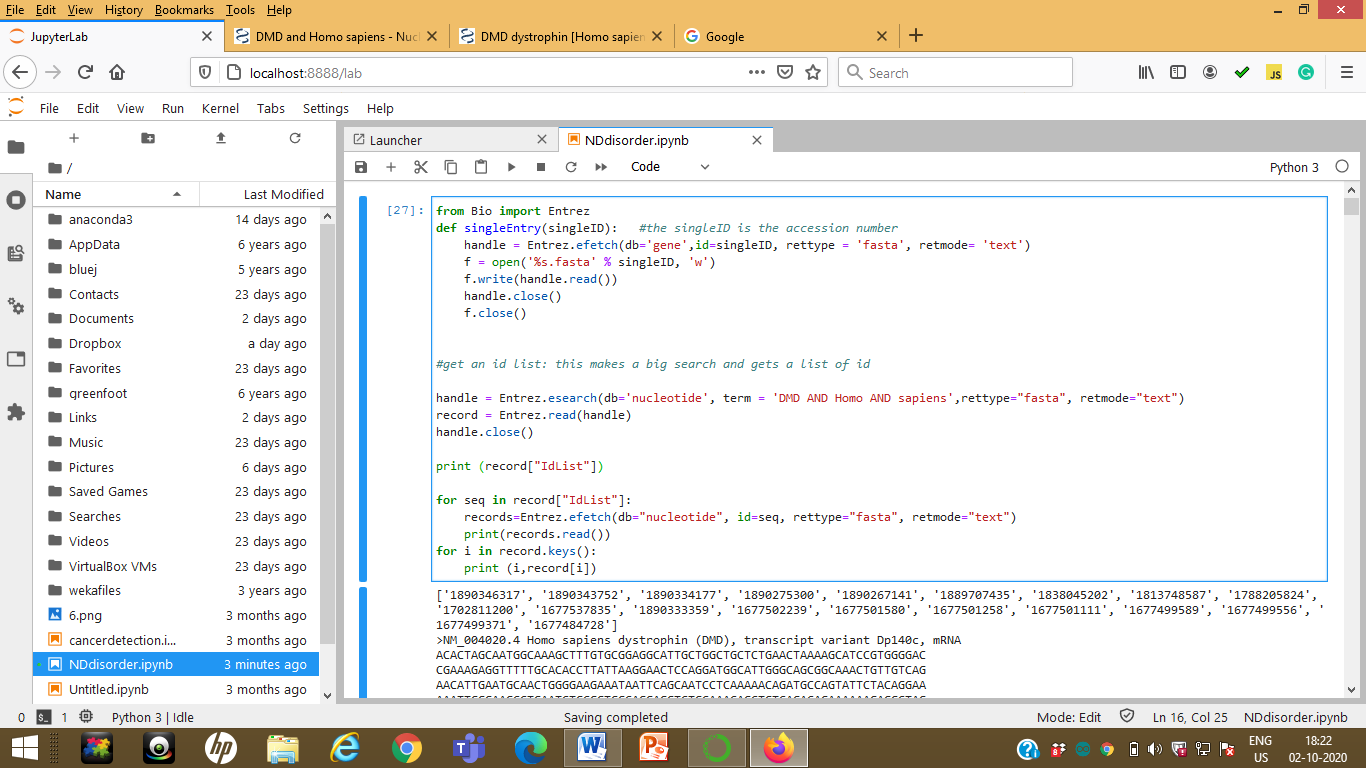 File Edit View History Bookmarks Tools Help
JupyterLab
DMD and Homo sapiens - Nucl
DMD dystrophin [Homo sapien
Google
localhost:8888/lab
Search
JS
File Edit View Run Kernel Tabs Settings Help
Launcher
NDdisorder.ipynb
Code
Python 3
/
Name Last Modified
anaconda3 14 days ago
AppData 6 years ago
bluej 5 years ago
Contacts 23 days ago
Documents 2 days ago
Dropbox a day ago
Favorites 23 days ago
greenfoot 6 years ago
Links 2 days ago
Music 23 days ago
Pictures 6 days ago
Saved Games 23 days ago
Searches 23 days ago
Videos 23 days ago
VirtualBox VMs 23 days ago
wekafiles 3 years ago
6.png 3 months ago
cancerdetection.i... 3 months ago
NDdisorder.ipynb 3 minutes ago
Untitled.ipynb 3 months ago
[27]:
from Bio import Entrez
def singleEntry(singleID):   #the singleID is the accession number
    handle = Entrez.efetch(db='gene',id=singleID, rettype = 'fasta', retmode= 'text')
    f = open('%s.fasta' % singleID, 'w')
    f.write(handle.read())
    handle.close()
    f.close()
#get an id list: this makes a big search and gets a list of id
handle = Entrez.esearch(db='nucleotide', term = 'DMD AND Homo AND sapiens',rettype="fasta", retmode="text")
record = Entrez.read(handle)
handle.close()
print (record["IdList"])
for seq in record["IdList"]:
    records=Entrez.efetch(db="nucleotide", id=seq, rettype="fasta", retmode="text")
    print(records.read())
for i in record.keys():
    print (i,record[i])
['1890346317', '1890343752', '1890334177', '1890275300', '1890267141', '1889707435', '1838045202', '1813748587', '1788205824',
'1702811200', '1677537835', '1890333359', '1677502239', '1677501580', '1677501258', '1677501111', '1677499589', '1677499556', '
1677499371', '1677484728']
>NM_004020.4 Homo sapiens dystrophin (DMD), transcript variant Dp140c, mRNA
ACACTAGCAATGGCAAAGCTTTGTGCGGAGGCATTGCTGGCTGCTCTGAACTAAAAGCATCCGTGGGGAC
CGAAAGAGGTTTTTGCACACCTTATTAAGGAACTCCAGGATGGCATTGGGCAGCGGCAAACTGTTGTCAG
AACATTGAATGCAACTGGGGAAGAAATAATTCAGCAATCCTCAAAAACAGATGCCAGTATTCTACAGGAA
0 1 Python 3 | Idle
Saving completed
Mode: Edit Ln 16, Col 25 NDdisorder.ipynb
ENG 18:22
US 02-10-2020